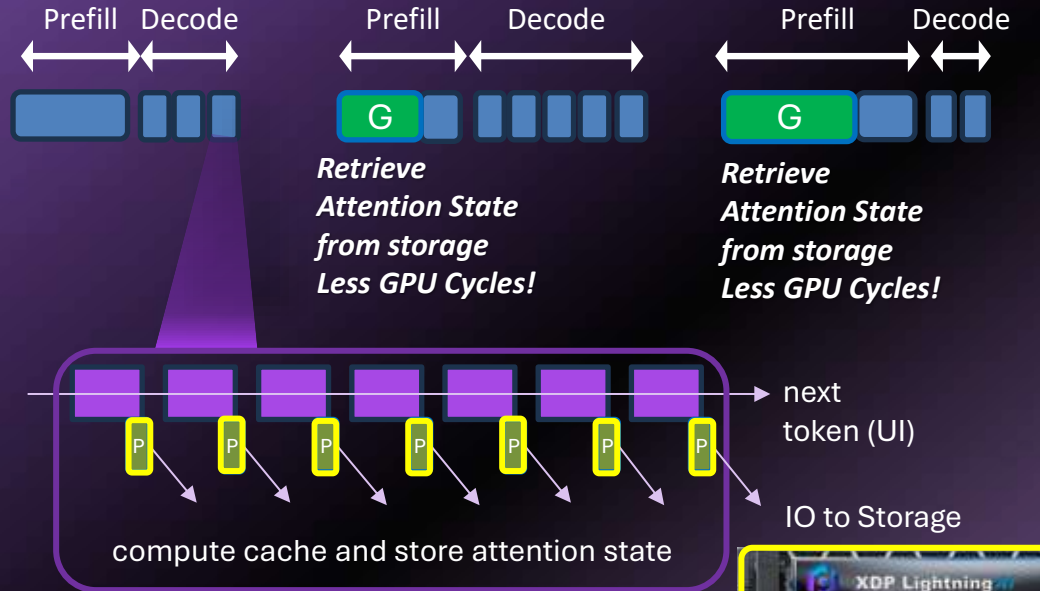 Prefill Decode
Prefill Decode
Prefill Decode
G
G
Retrieve
Attention State
from storage
Less GPU Cycles!
Retrieve
Attention State
from storage
Less GPU Cycles!
next
token (UI)
P P P P P P P
IO to Storage
compute cache and store attention state
XDP Lightning